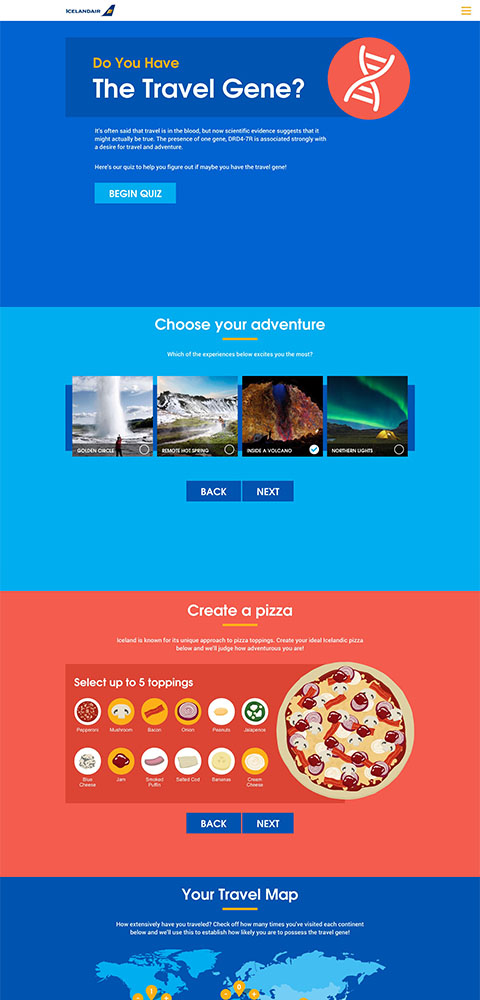 ICELANDAIR
Do You Have
The Travel Gene?
It's often said that travel is in the blood, but now scientific evidence suggests that it
might actually be true. The presence of one gene, DRD4-7R is associated strongly with
a desire for travel and adventure.
Here's our quiz to help you figure out if maybe you have the travel gene!
BEGIN QUIZ
Choose your adventure
Which of the experiences below excites you the most?
GOLDEN CIRCLE
REMOTE HOT SPRING
INSIDE A VOLCANO
NORTHERN LIGHTS
BACK
NEXT
Create a pizza
Iceland is known for its unique approach to pizza toppings. Create your ideal Icelandic pizza
below and we'll judge how adventurous you are!
Select up to 5 toppings
Pepperoni
Mushroom
Bacon
Onion
Peanuts
Jalapenos
Blue
Cheese
Jam
Smoked
Puffin
Salted Cod
Bananas
Cream
Cheese
BACK
NEXT
Your Travel Map
How extensively have you traveled? Check off how many times you've visited each continent
below and we'll use this to establish how likely you are to possess the travel gene!
1
0